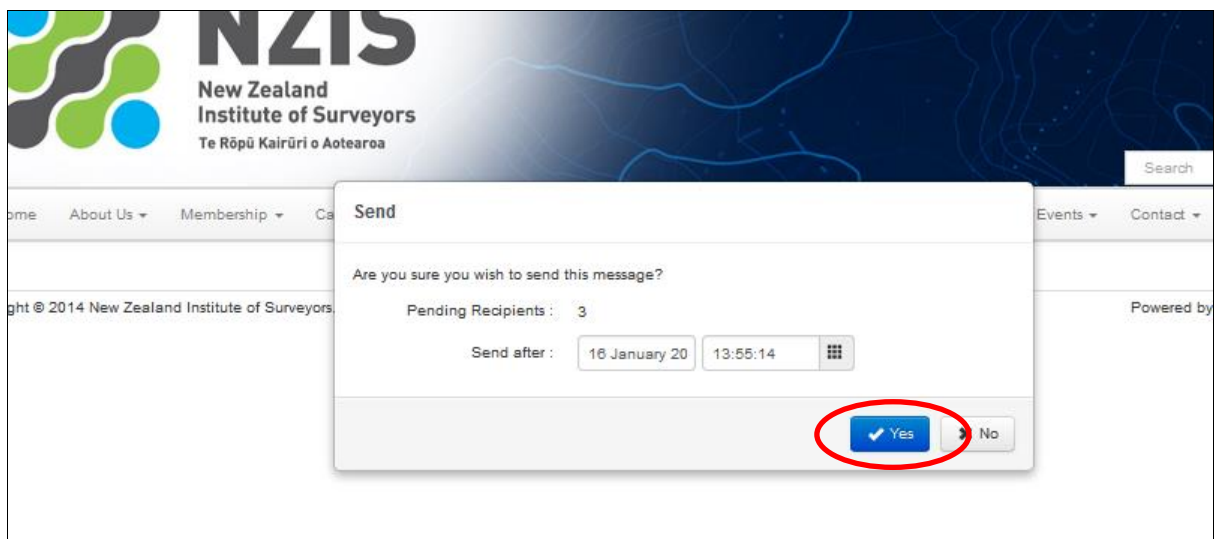 NZIS
New Zealand
Institute of Surveyors
Te Rōpū Kairūri o Aotearoa
Search
ome About Us Membership Ca Events Contact
Send
Are you sure you wish to send this message?
ght © 2014 New Zealand Institute of Surveyors. Powered by
Pending Recipients : 3
Send after : 16 January 20 13:55:14
Yes No